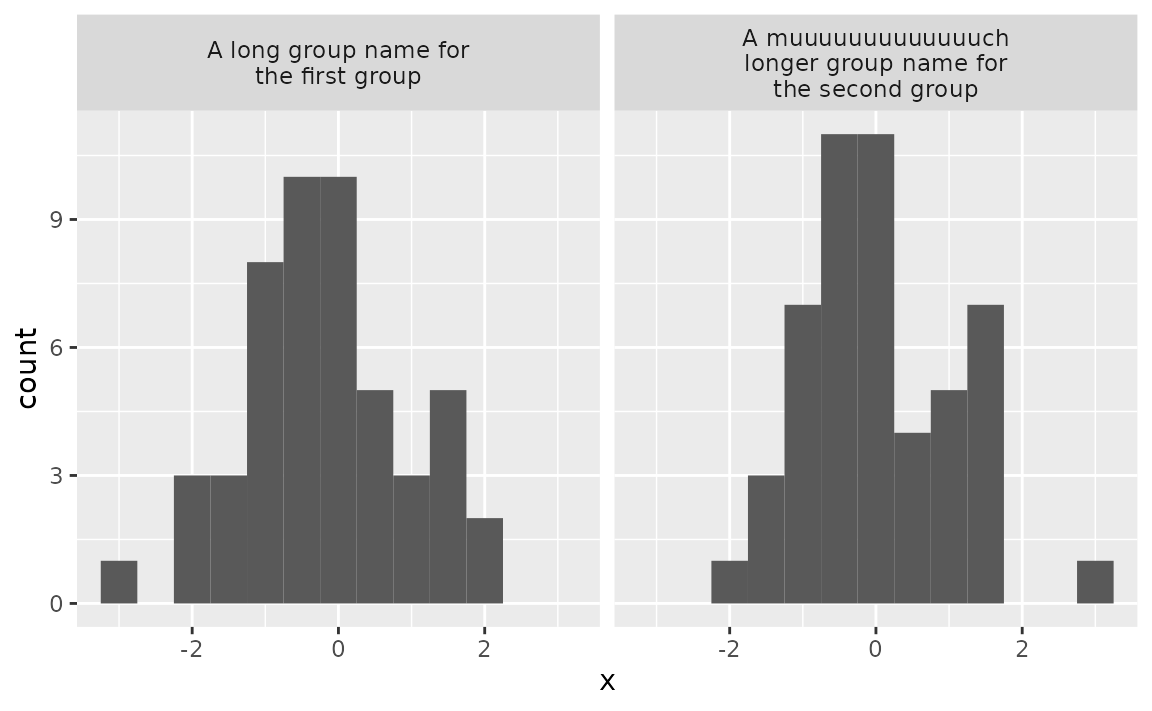 A long group name for
the first group
A muuuuuuuuuuuuuch
longer group name for
the second group
count
9
6
3
0
-2
0
2
-2
0
2
x